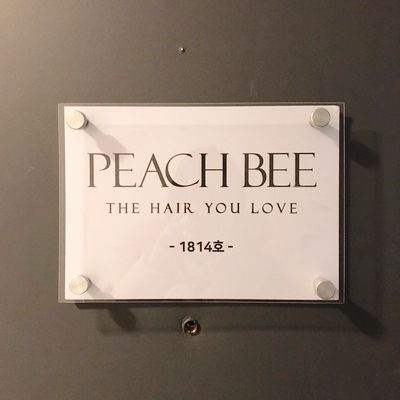 PEACH BEE
THE HAIR YOU LOVE
- 1814호 -